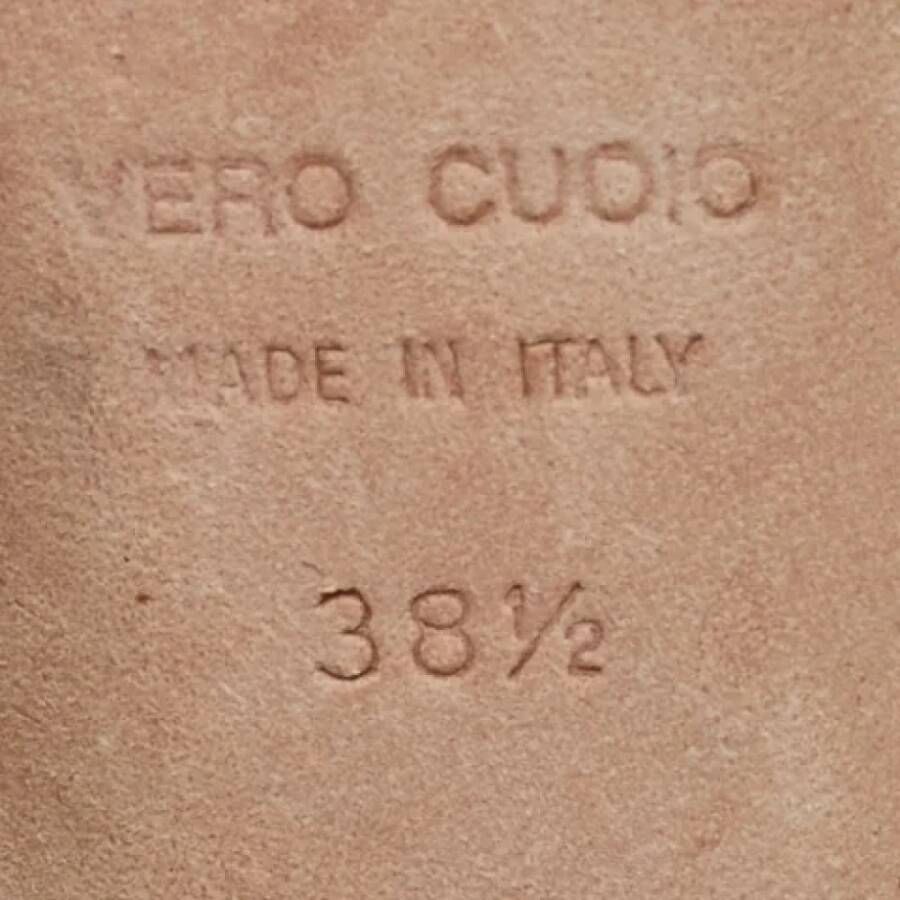 VERO CUOIO
MADE IN ITALY
38½